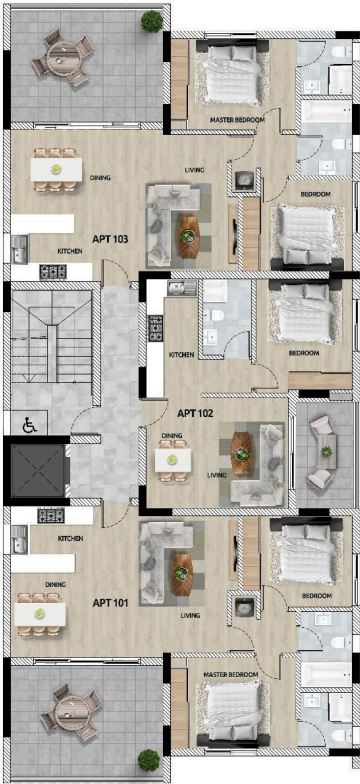 MASTER BEDROOM
LIVING
DINING
BEDROOM
KITCHEN
APT 103
KITCHEN
BEDROOM
APT 102
DINING
LIVING
KITCHEN
DINING
BEDROOM
APT 101
LIVING
MASTER BEDROOM